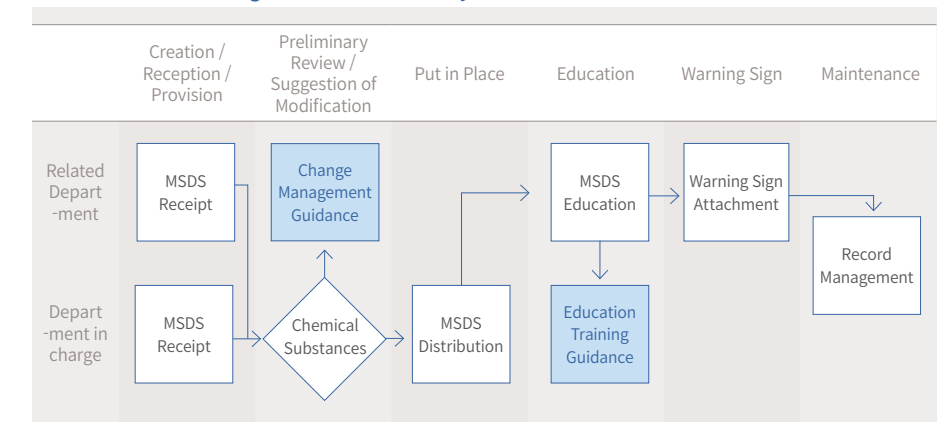 Creation /
Reception /
Provision
Preliminary
Review /
Suggestion of
Modification
Put in Place
Education
Warning Sign
Maintenance
Related
Depart
-ment
MSDS
Receipt
Change
Management
Guidance
MSDS
Education
Warning Sign
Attachment
Record
Management
Depart
-ment in
charge
MSDS
Receipt
Chemical
Substances
MSDS
Distribution
Education
Training
Guidance